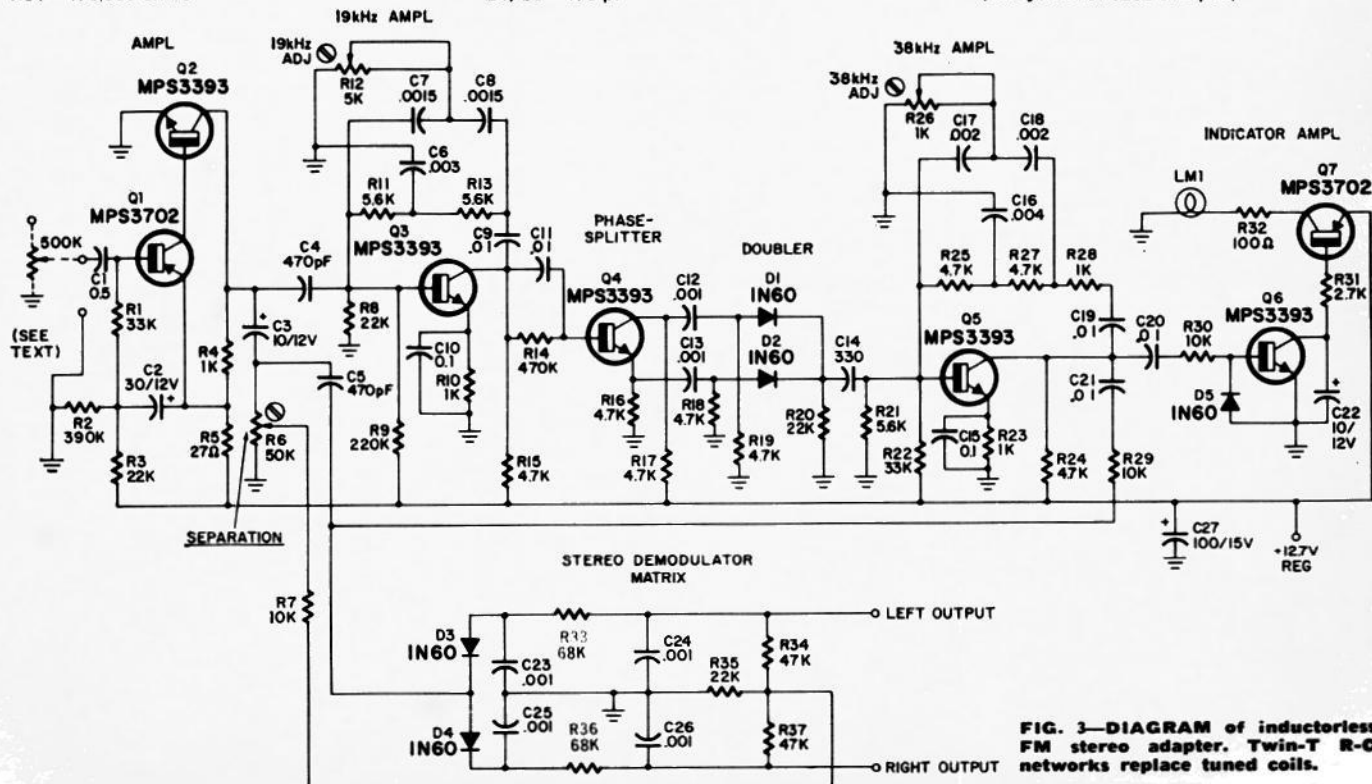 19kHz AMPL
AMPL
38kHz AMPL
19kHz
ADJ
R12
5K
C7
.0015
C8
.0015
38kHz
ADJ
R26
1K
C17
.002
C18
.002
INDICATOR AMPL
Q2
MPS3393
C6
.003
R11
5.6K
R13
5.6K
C16
.004
LM1
R32
100Ω
Q7
MPS3702
Q1
MPS3702
500K
C1
0.5
(SEE
TEXT)
R1
33K
C2
30/12V
R2
390K
R3
22K
R4
1K
R5
27Ω
C3
10/12V
C4
470pF
C5
470pF
R6
50K
SEPARATION
Q3
MPS3393
R8
22K
R9
220K
C10
0.1
R10
1K
C9
.01
C11
.01
R14
470K
R15
4.7K
PHASE-
SPLITTER
Q4
MPS3393
R16
4.7K
R17
4.7K
C12
.001
C13
.001
R18
4.7K
R19
4.7K
DOUBLER
D1
1N60
D2
1N60
C14
330
R20
22K
R21
5.6K
R25
4.7K
R27
4.7K
R28
1K
Q5
MPS3393
R22
33K
C15
0.1
R23
1K
R24
4.7K
C19
.01
C20
.01
C21
.01
R29
10K
R30
10K
D5
1N60
Q6
MPS3393
R31
2.7K
C22
10/
12V
C27
100/15V
+12.7V
REG
STEREO DEMODULATOR
MATRIX
R7
10K
D3
1N60
D4
1N60
C23
.001
C25
.001
R33
68K
R36
68K
C24
.001
C26
.001
R35
22K
R34
47K
R37
47K
LEFT OUTPUT
RIGHT OUTPUT
FIG. 3—DIAGRAM of inductorless
FM stereo adapter. Twin-T R-C
networks replace tuned coils.